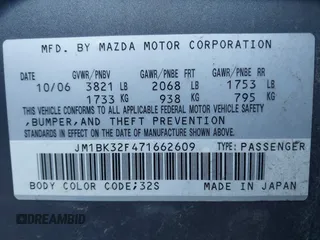 MFD. BY MAZDA MOTOR CORPORATION
GVWR/PNBV GAWR/PNBE FRT GAWR/PNBE RR
10/06 3821 LB 2068 LB 1753 LB
1733 KG 938 KG 795 KG
THIS VEHICLE CONFORMS TO ALL APPLICABLE FEDERAL MOTOR VEHICLE SAFETY
,BUMPER, AND THEFT PREVENTION
STANDARDS IN EFFECT ON THE DATE OF MANUFACTURE SHOWN ABOVE.
JM1BK32F471662609 TYPE:PASSENGER
BODY COLOR CODE:32S MADE IN JAPAN
DREAMBID